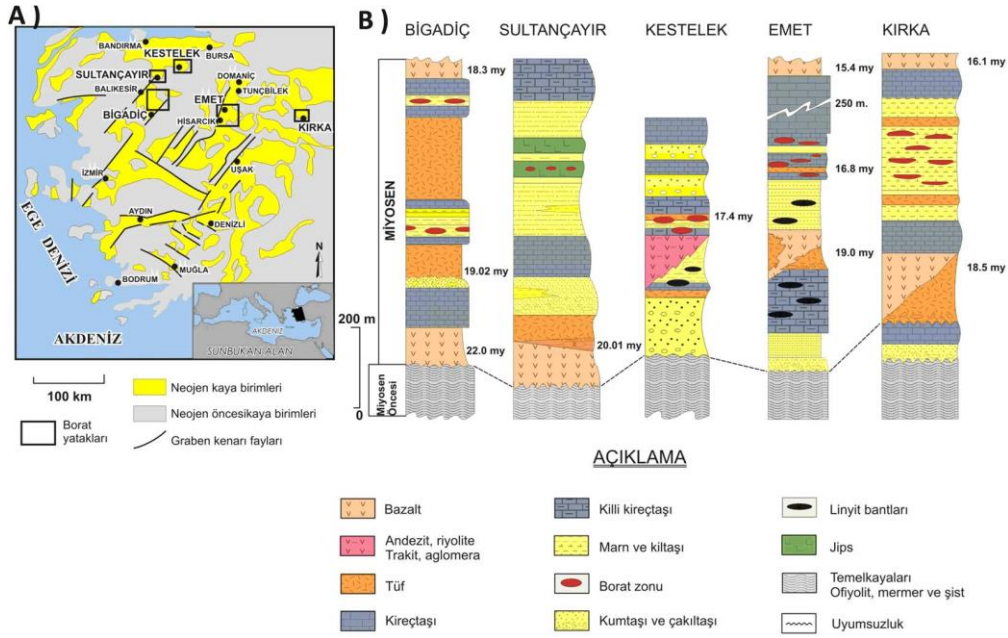 A )
BANDIRMA
KESTELEK
BURSA
SULTANÇAYIR
DOMANİÇ
BALIKESİR
TUNÇBİLEK
EMET
BİGADİÇ
HİSARCIK
KIRKA
İZMİR
UŞAK
EGE DENİZİ
AYDIN
DENİZLİ
N
MUĞLA
BODRUM
AKDENİZ
AKDENİZ
SUNBUKAN ALAN
100 km
Neojen kaya birimleri
Neojen öncesikaya birimleri
Borat
yatakları
Graben kenarı fayları
B )
BİGADİÇ
SULTANÇAYIR
KESTELEK
EMET
KIRKA
MİYOSEN
Miyosen
Öncesi
200 m
0
18.3 my
19.02 my
22.0 my
20.01 my
17.4 my
15.4 my
250 m.
16.8 my
19.0 my
16.1 my
18.5 my
AÇIKLAMA
Bazalt
Andezit, riyolite
Trakit, aglomera
Tüf
Kireçtaşı
Killi kireçtaşı
Marn ve kiltaşı
Borat zonu
Kumtaşı ve çakıltaşı
Linyit bantları
Jips
Temelkayaları
Ofiyolit, mermer ve şist
Uyumsuzluk